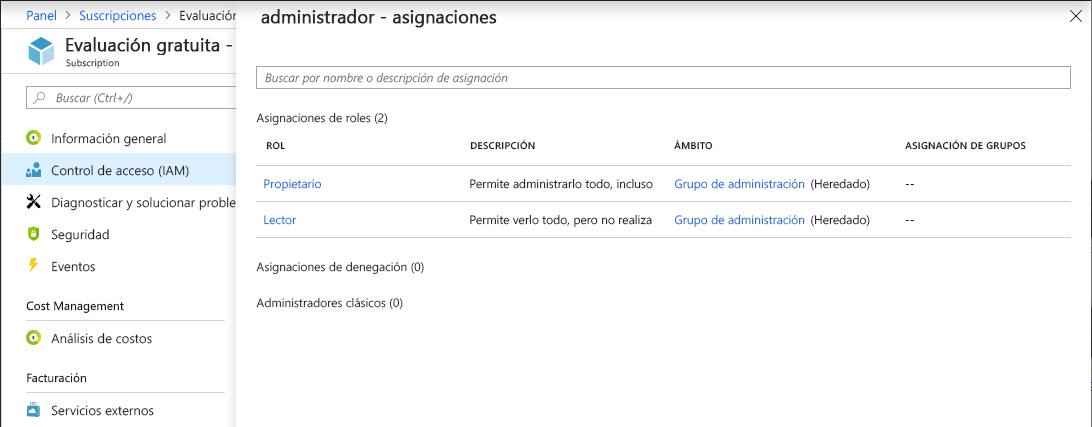 Panel > Suscripciones > Evaluación
Evaluación gratuita -
Subscription
Buscar (Ctrl+/)
Información general
Control de acceso (IAM)
Diagnosticar y solucionar proble
Seguridad
Eventos
Cost Management
Análisis de costos
Facturación
Servicios externos
administrador - asignaciones
Buscar por nombre o descripción de asignación
Asignaciones de roles (2)
ROL DESCRIPCIÓN ÁMBITO ASIGNACIÓN DE GRUPOS
Propietario Permite administrarlo todo, incluso Grupo de administración (Heredado) --
Lector Permite verlo todo, pero no realiza Grupo de administración (Heredado) --
Asignaciones de denegación (0)
Administradores clásicos (0)